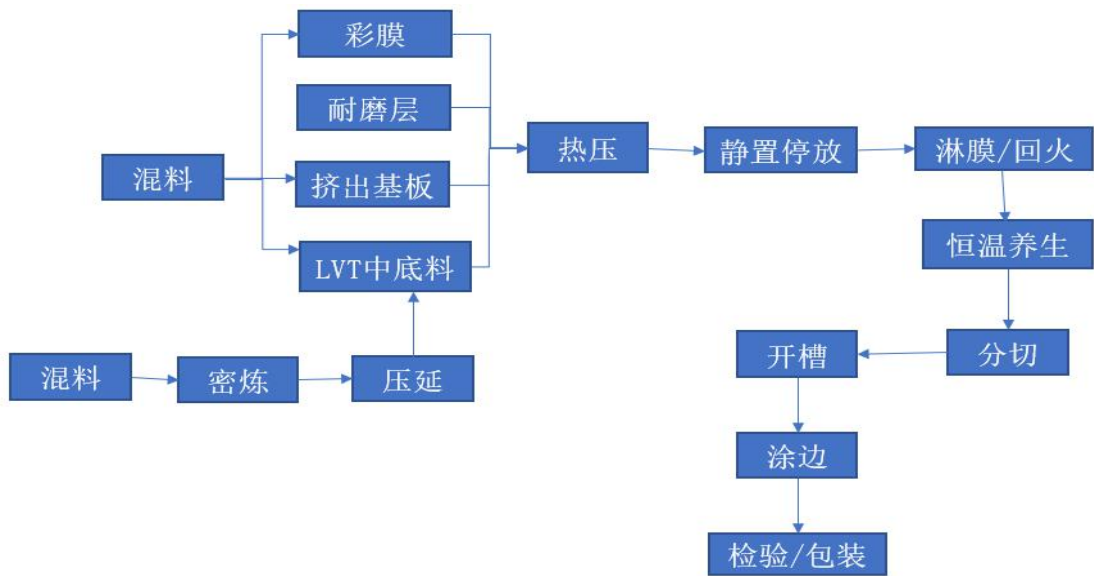 彩膜
耐磨层
混料
挤出基板
LVT中底料
热压
静置停放
淋膜/回火
恒温养生
混料
密炼
压延
开槽
分切
涂边
检验/包装